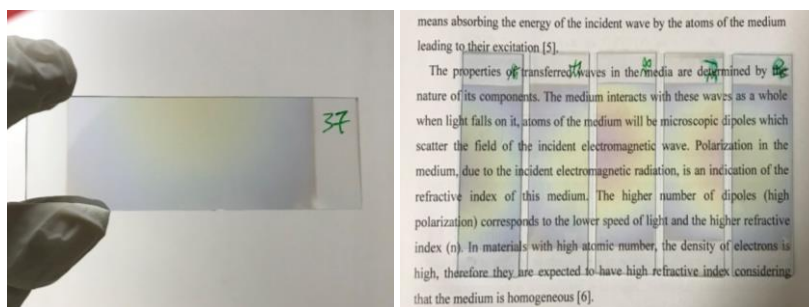 37
means absorbing the energy of the incident wave by the atoms of the medium
leading to their excitation [5].
The properties of transferred waves in the media are determined by
nature of its components. The medium interacts with these waves as a whole
when light falls on it, atoms of the medium will be microscopic dipoles which
scatter the field of the incident electromagnetic wave. Polarization in the
medium, due to the incident electromagnetic radiation, is an indication of the
refractive index of this medium. The higher number of dipoles (high
polarization) corresponds to the lower speed of light and the higher refractive
index (n). In materials with high atomic number, the density of electrons is
high, therefore they are expected to have high refractive index considering
that the medium is homogeneous [6].